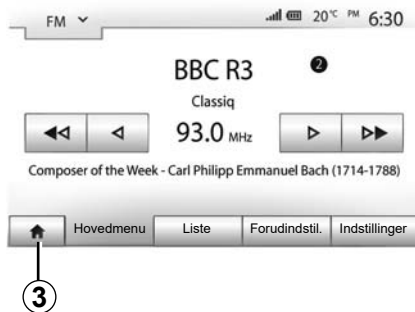 FM 20°C PM 6:30
BBC R3 2
Classiq
93.0 MHz
Composer of the Week - Carl Philipp Emmanuel Bach (1714-1788)
Hovedmenu Liste Forudindstil. Indstillinger
3